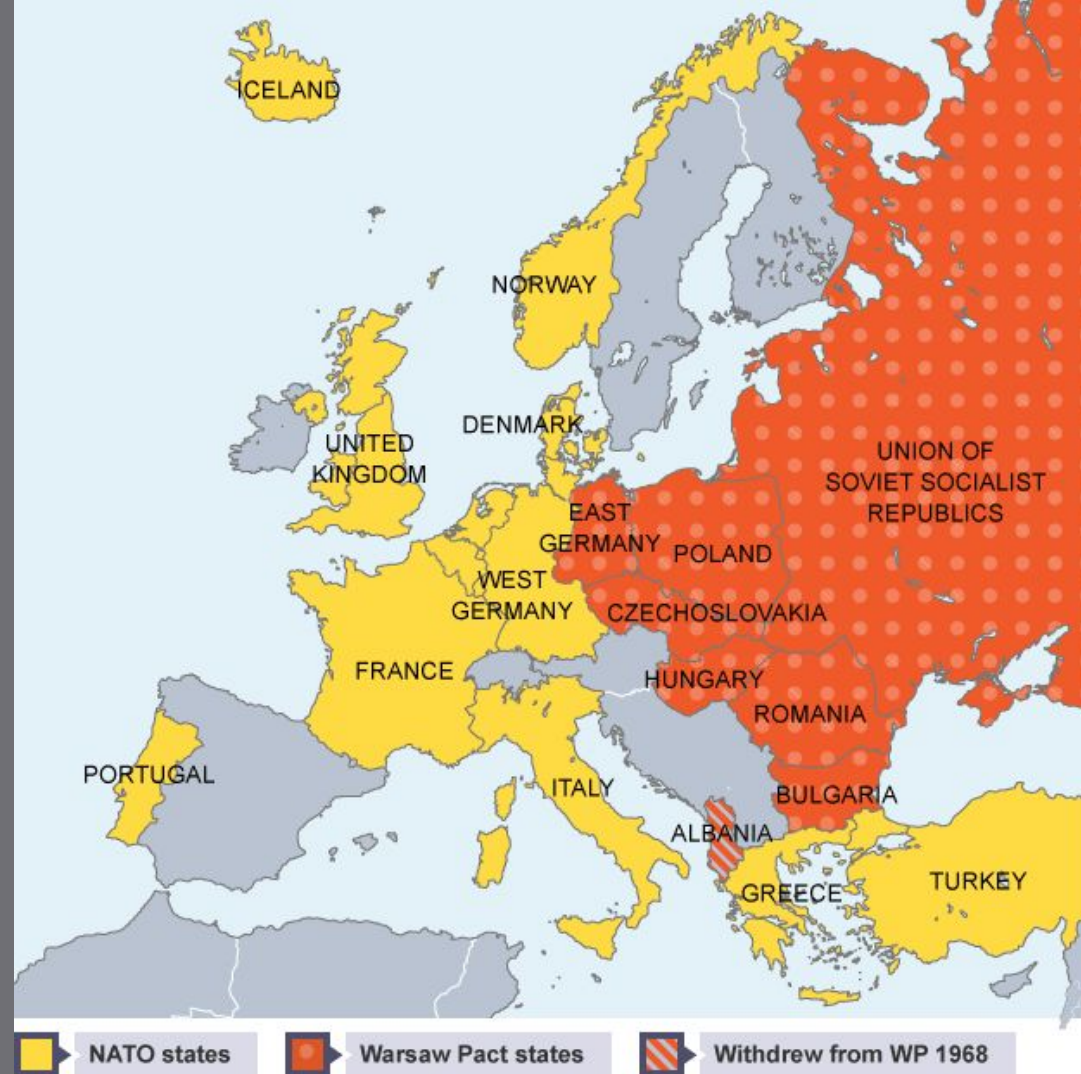 ICELAND
NORWAY
DENMARK
UNITED
KINGDOM
UNION OF
SOVIET SOCIALIST
REPUBLICS
EAST
GERMANY
POLAND
WEST
GERMANY
CZECHOSLOVAKIA
FRANCE
HUNGARY
ROMANIA
PORTUGAL
ITALY
BULGARIA
ALBANIA
GREECE
TURKEY
NATO states
Warsaw Pact states
Withdrew from WP 1968